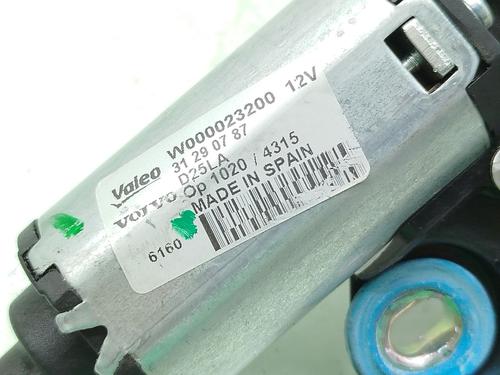 Valeo W000023200 12V
31 29 07 87
D25LA
VOLVO Op 1020 / 4315
MADE IN SPAIN
6160